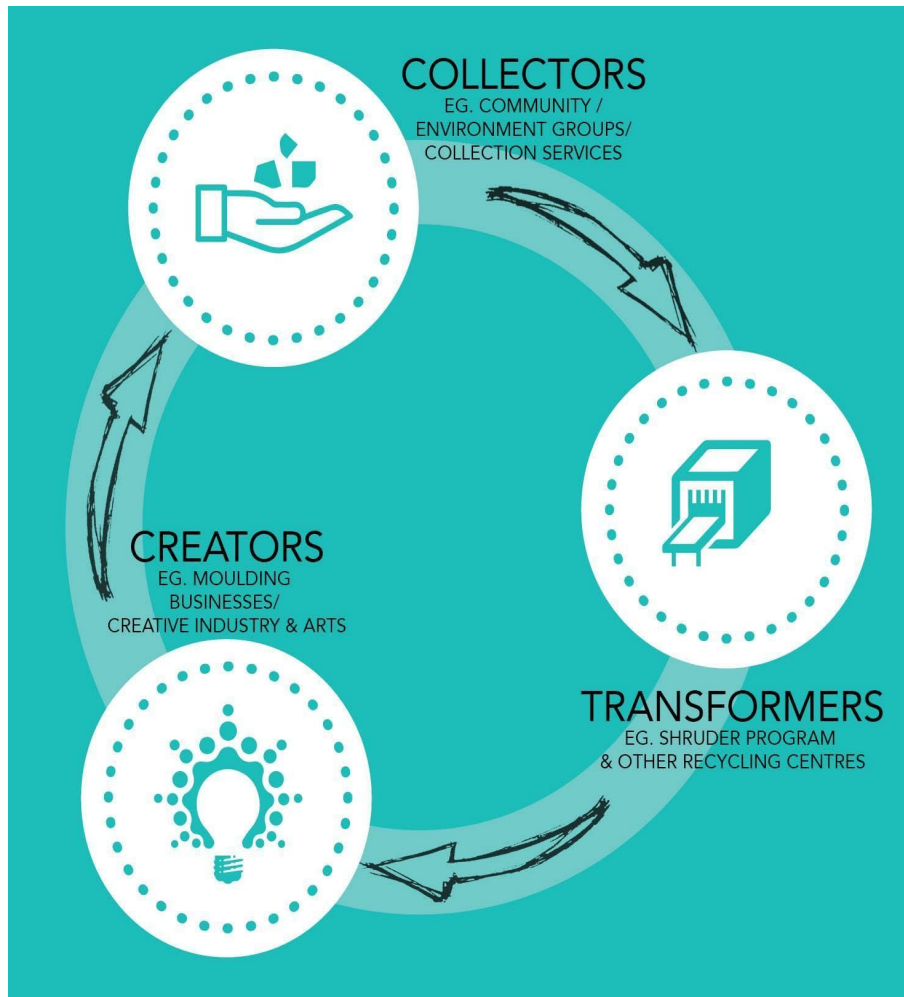 COLLECTORS
EG. COMMUNITY /
ENVIRONMENT GROUPS/
COLLECTION SERVICES
TRANSFORMERS
EG. SHRUDER PROGRAM
& OTHER RECYCLING CENTRES
CREATORS
EG. MOULDING
BUSINESSES/
CREATIVE INDUSTRY & ARTS